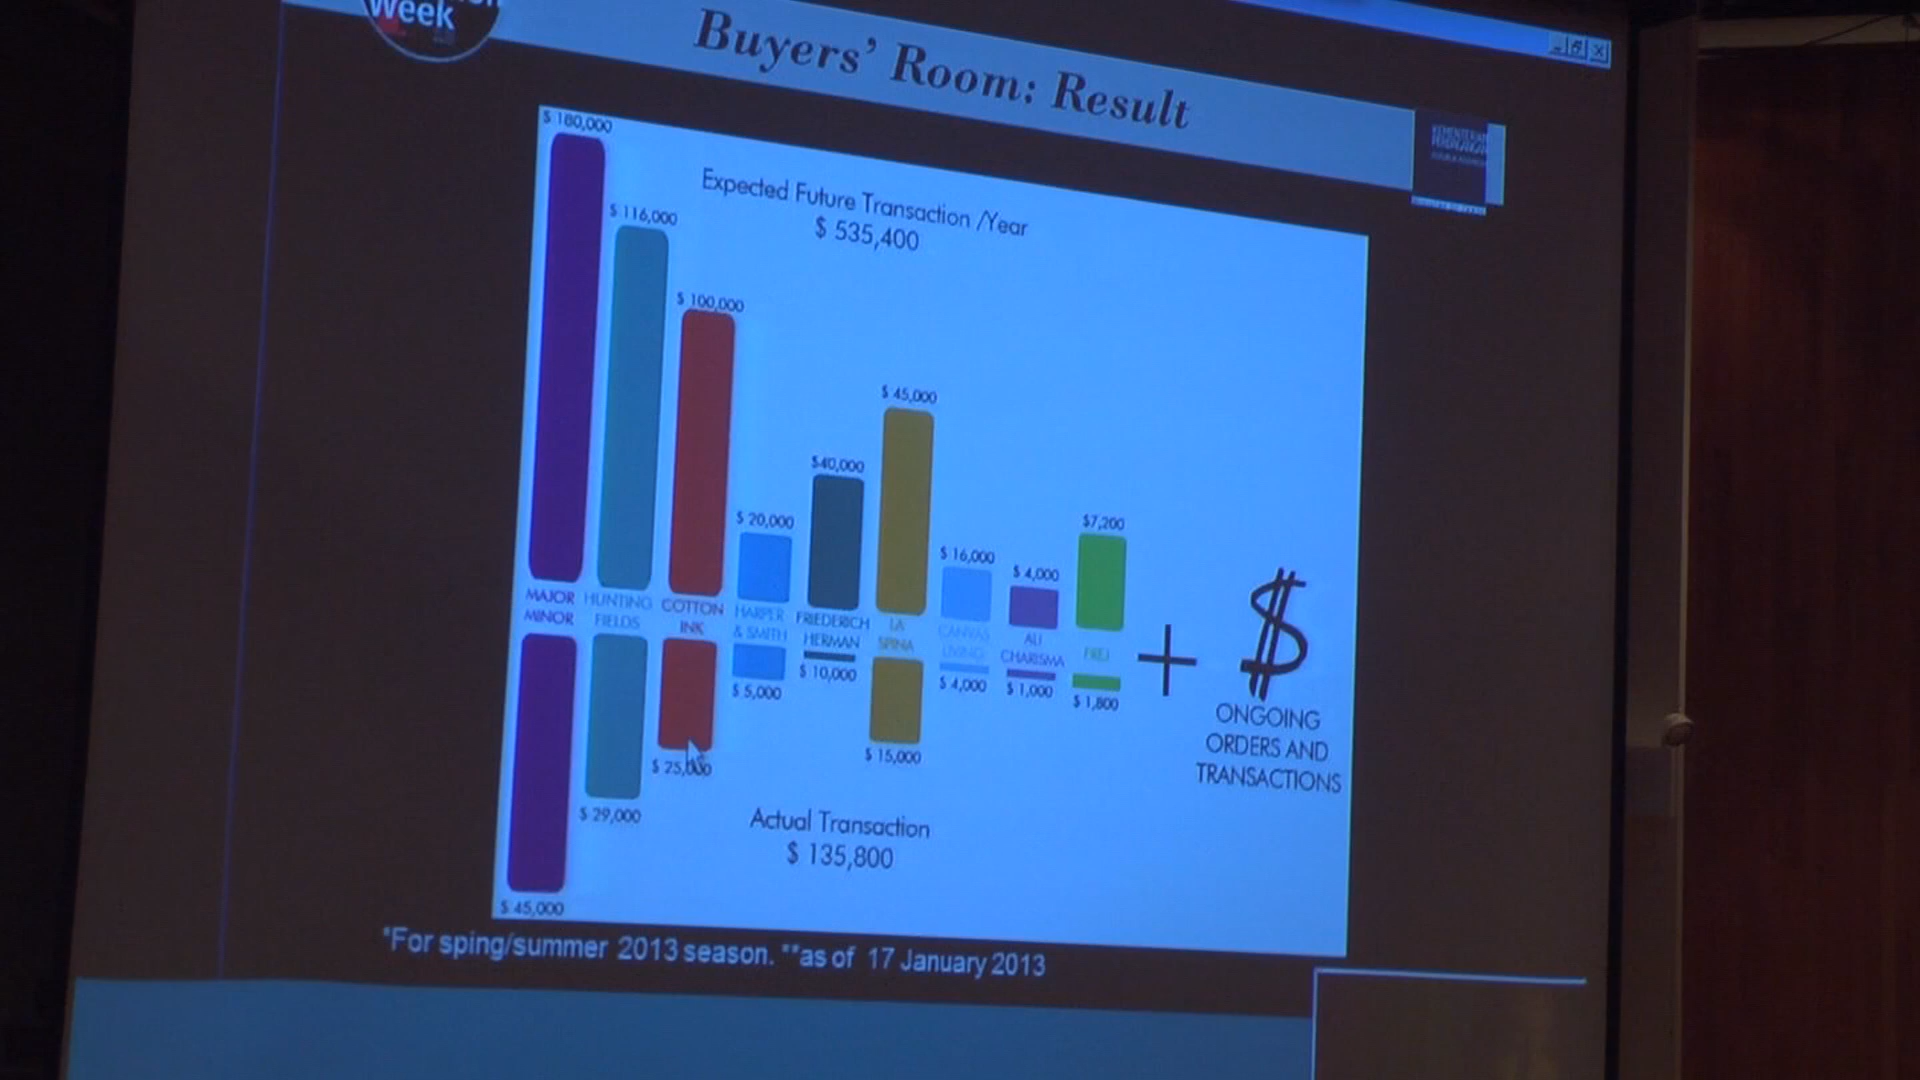 Week
Buyers' Room: Result
KEMENTERIAN
PERDAGANGAN
$ 180,000
Expected Future Transaction /Year
$ 535,400
$ 116,000
$ 100,000
$ 45,000
$40,000
$ 20,000
$7,200
$ 16,000
$ 4,000
MAJOR
MINOR
HUNTING
FIELDS
COTTON
INK
HARPER
& SMITH
FRIEDERICH
HERMAN
LA
SPINA
CANVAS
LIVING
ALI
CHARISMA
$ 45,000
$ 29,000
$ 25,000
$ 5,000
$ 10,000
$ 15,000
$ 4,000
$ 1,000
$ 1,800
+
$
ONGOING
ORDERS AND
TRANSACTIONS
Actual Transaction
$ 135,800
*For sping/summer 2013 season. **as of 17 January 2013